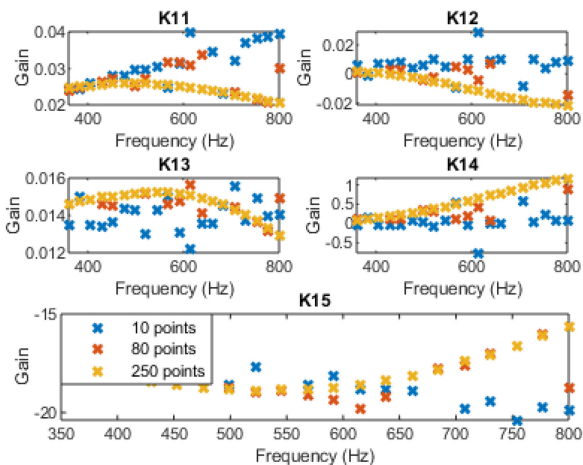 K11
K12
0.04
0.03
0.02
Gain
400
600
800
Frequency (Hz)
0.02
0
-0.02
Gain
400
600
800
Frequency (Hz)
K13
K14
0.016
0.014
0.012
Gain
400
600
800
Frequency (Hz)
1
0.5
0
-0.5
Gain
400
600
800
Frequency (Hz)
K15
-15
-20
Gain
10 points
80 points
250 points
350
400
450
500
550
600
650
700
750
800
Frequency (Hz)